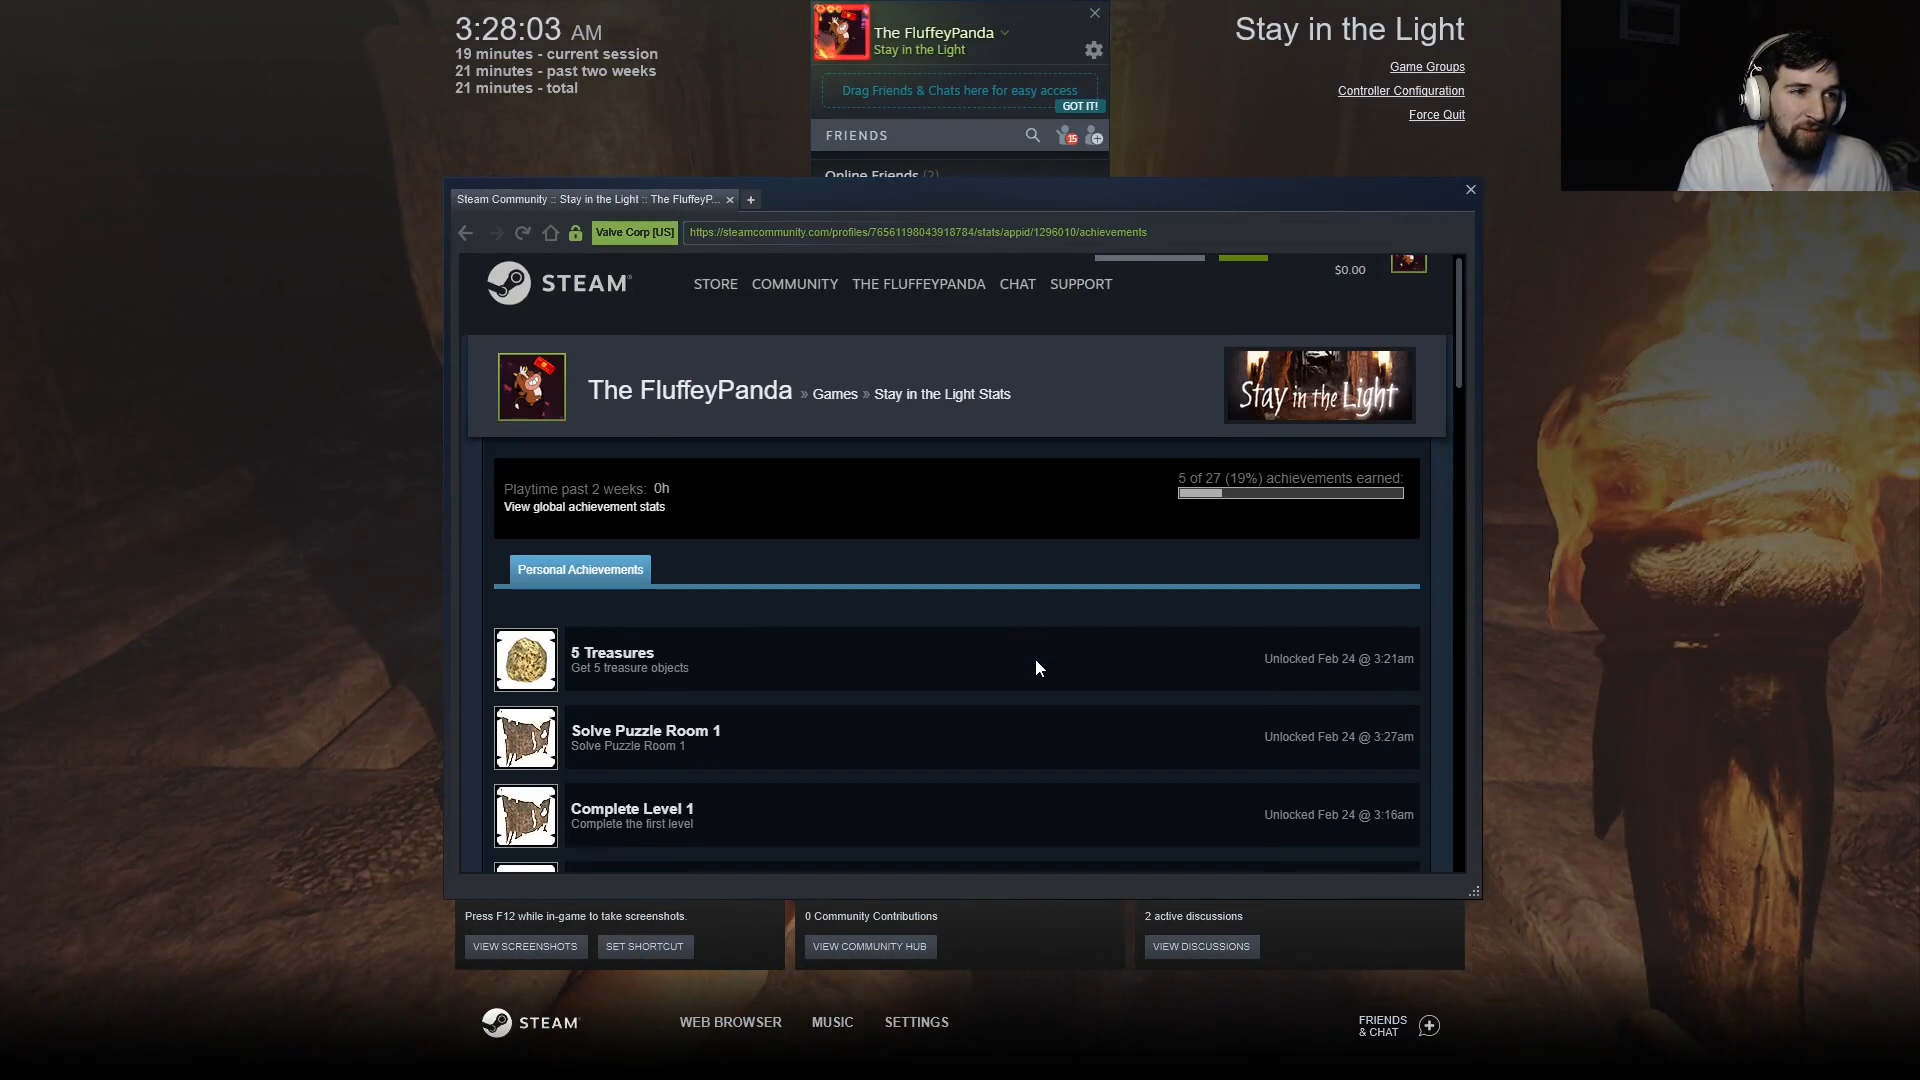 3:28:03 AM
19 minutes - current session
21 minutes - past two weeks
21 minutes - total
The FluffeyPanda
Stay in the Light
Drag Friends & Chats here for easy access
GOT IT!
FRIENDS
15
Online Friends (2)
Stay in the Light
Game Groups
Controller Configuration
Force Quit
Steam Community :: Stay in the Light :: The FluffeyP...
Valve Corp [US]
https://steamcommunity.com/profiles/76561198043918784/stats/appid/1296010/achievements
STEAM
STORE COMMUNITY THE FLUFFEYPANDA CHAT SUPPORT
$0.00
The FluffeyPanda » Games » Stay in the Light Stats
Stay in the Light
Playtime past 2 weeks: 0h
View global achievement stats
5 of 27 (19%) achievements earned:
Personal Achievements
5 Treasures
Get 5 treasure objects
Unlocked Feb 24 @ 3:21am
Solve Puzzle Room 1
Solve Puzzle Room 1
Unlocked Feb 24 @ 3:27am
Complete Level 1
Complete the first level
Unlocked Feb 24 @ 3:16am
Press F12 while in-game to take screenshots.
VIEW SCREENSHOTS
SET SHORTCUT
0 Community Contributions
VIEW COMMUNITY HUB
2 active discussions
VIEW DISCUSSIONS
STEAM
WEB BROWSER MUSIC SETTINGS
FRIENDS
& CHAT